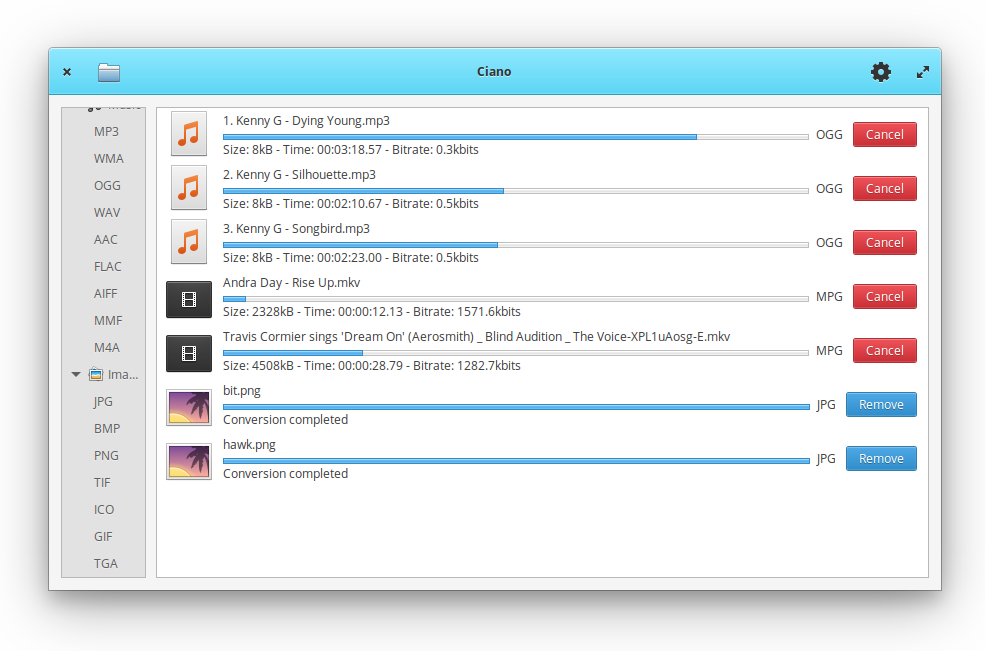 Ciano
Music
MP3
WMA
OGG
WAV
AAC
FLAC
AIFF
MMF
M4A
Ima...
JPG
BMP
PNG
TIF
ICO
GIF
TGA
1. Kenny G - Dying Young.mp3
OGG Cancel
Size: 8kB - Time: 00:03:18.57 - Bitrate: 0.3kbits
2. Kenny G - Silhouette.mp3
OGG Cancel
Size: 8kB - Time: 00:02:10.67 - Bitrate: 0.5kbits
3. Kenny G - Songbird.mp3
OGG Cancel
Size: 8kB - Time: 00:02:23.00 - Bitrate: 0.5kbits
Andra Day - Rise Up.mkv
MPG Cancel
Size: 2328kB - Time: 00:00:12.13 - Bitrate: 1571.6kbits
Travis Cormier sings 'Dream On' (Aerosmith) _ Blind Audition _ The Voice-XPL1uAosg-E.mkv
MPG Cancel
Size: 4508kB - Time: 00:00:28.79 - Bitrate: 1282.7kbits
bit.png
JPG Remove
Conversion completed
hawk.png
JPG Remove
Conversion completed